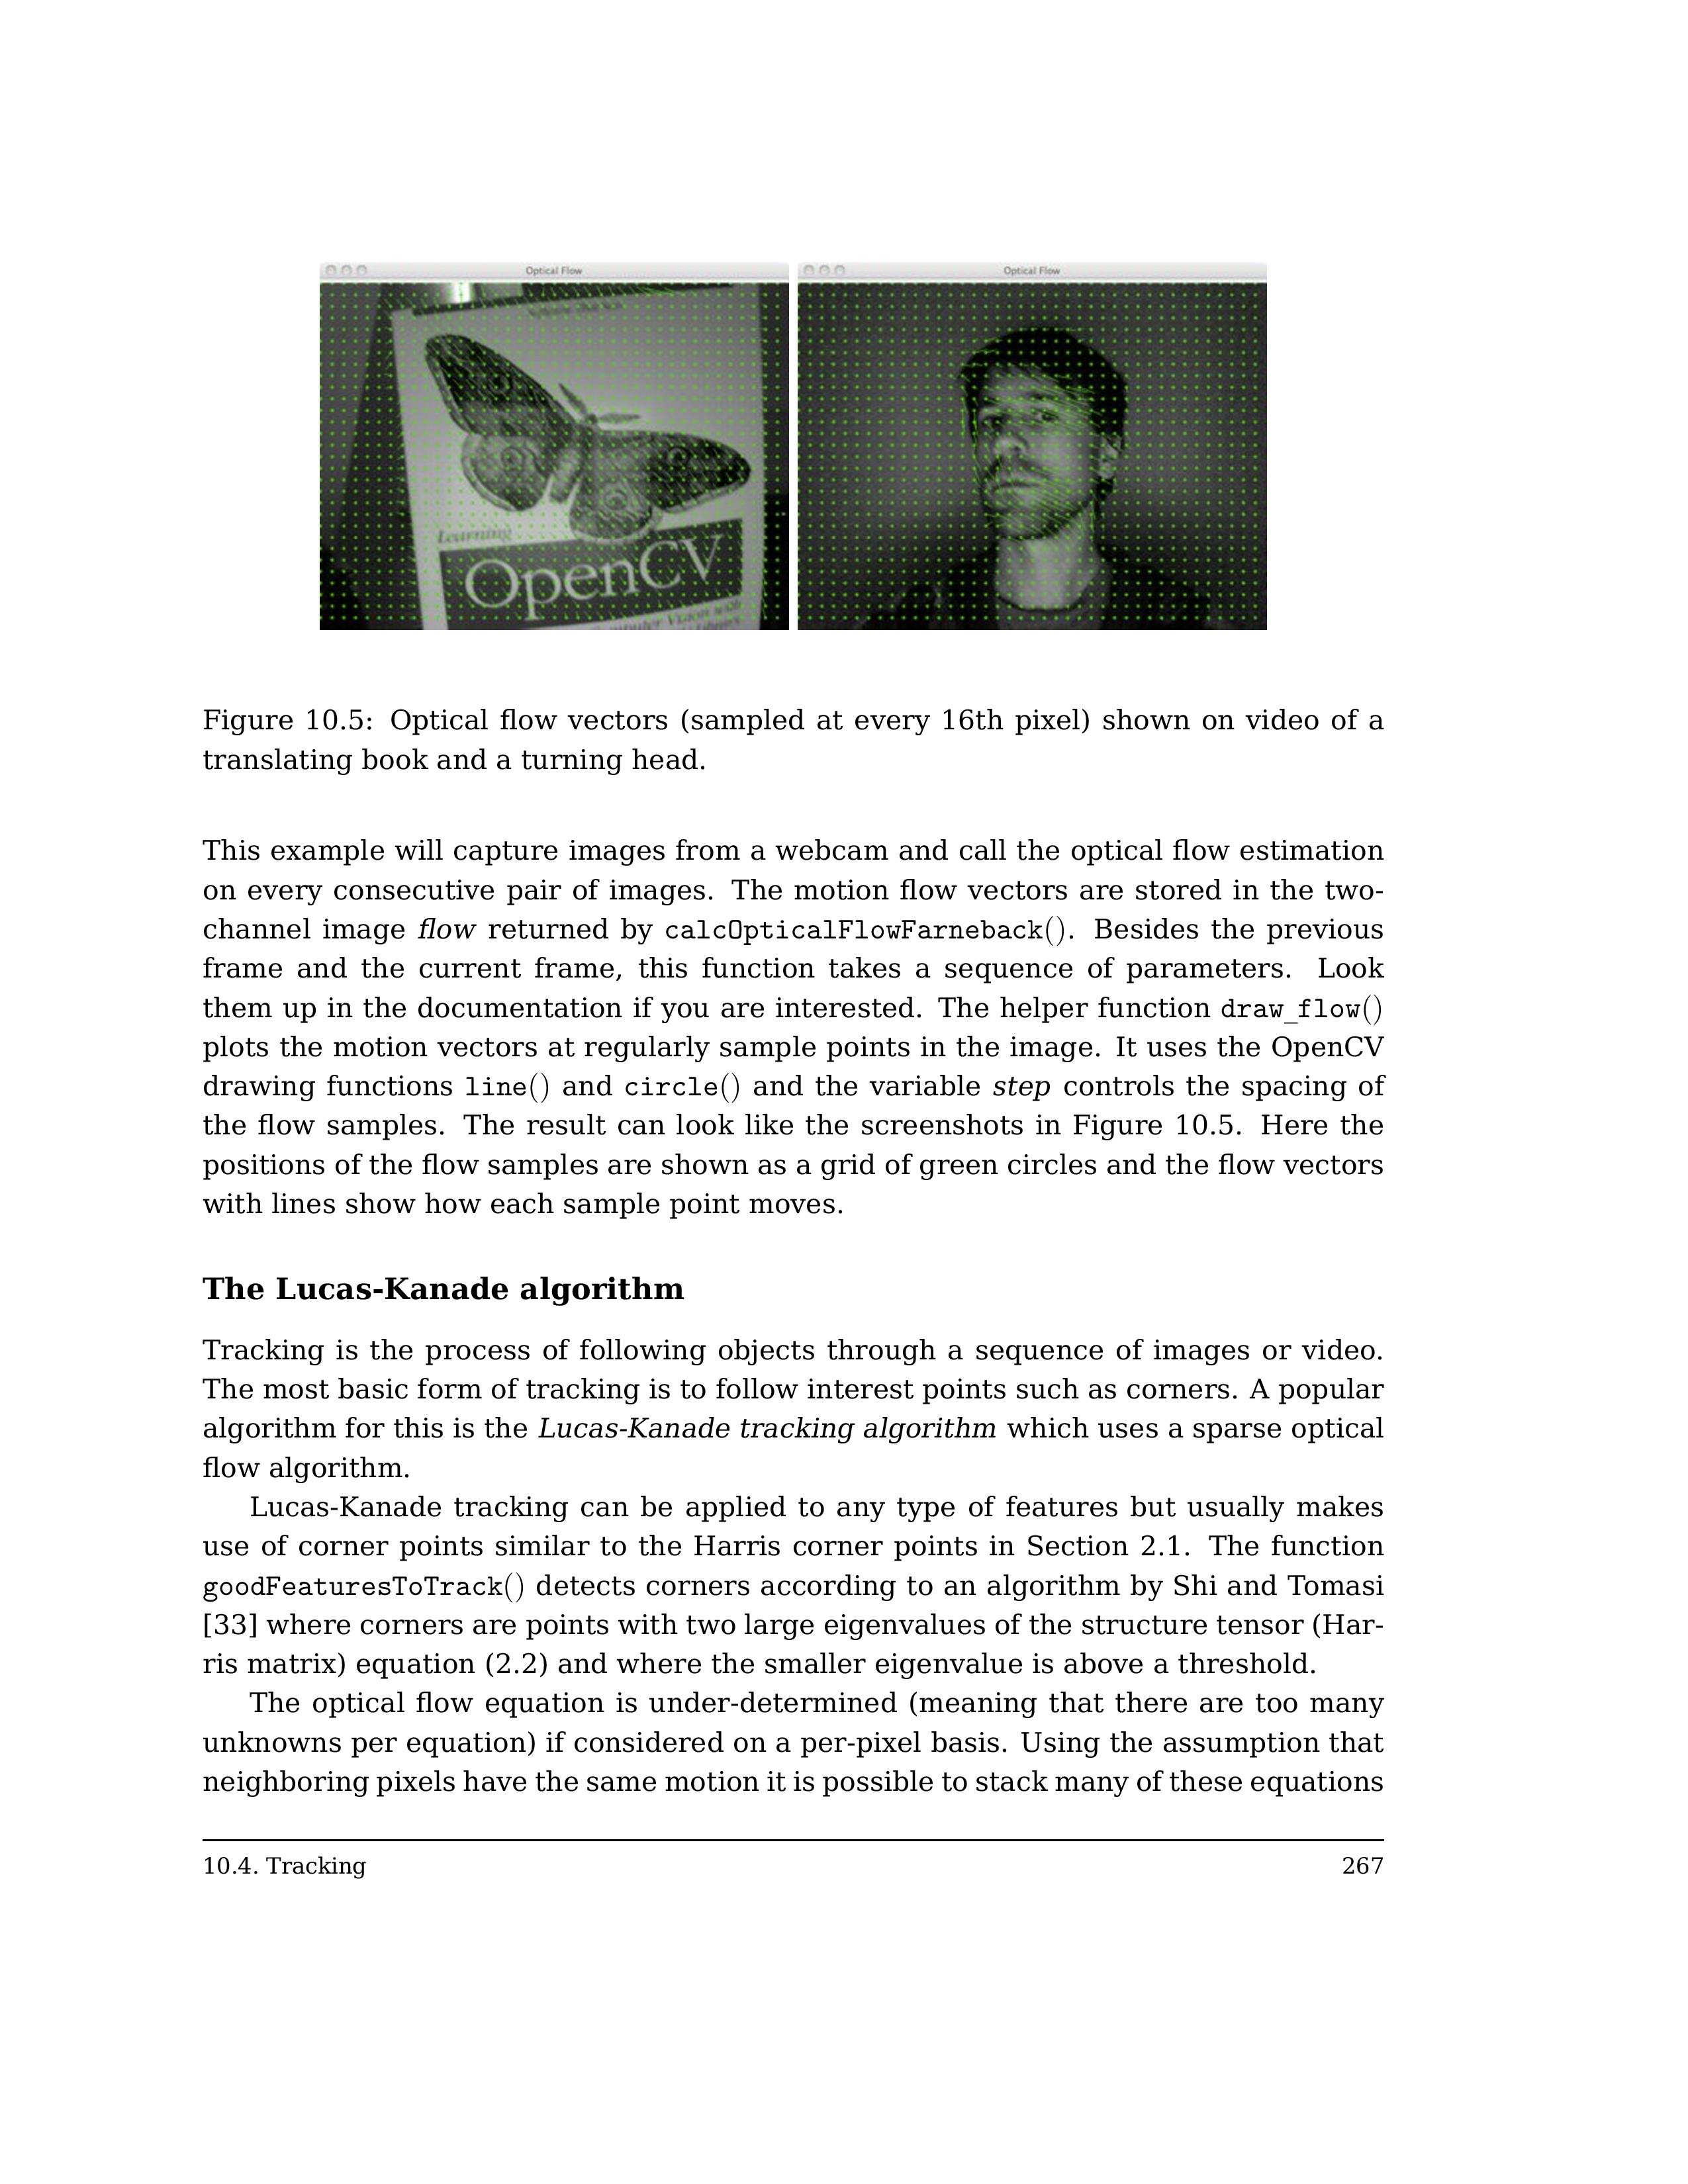 Optical Flow
Optical Flow
Learning
OpenCV
Figure 10.5: Optical flow vectors (sampled at every 16th pixel) shown on video of a
translating book and a turning head.
This example will capture images from a webcam and call the optical flow estimation
on every consecutive pair of images. The motion flow vectors are stored in the two-
channel image flow returned by calcOpticalFlowFarneback(). Besides the previous
frame and the current frame, this function takes a sequence of parameters. Look
them up in the documentation if you are interested. The helper function draw_flow()
plots the motion vectors at regularly sample points in the image. It uses the OpenCV
drawing functions line() and circle() and the variable step controls the spacing of
the flow samples. The result can look like the screenshots in Figure 10.5. Here the
positions of the flow samples are shown as a grid of green circles and the flow vectors
with lines show how each sample point moves.
The Lucas-Kanade algorithm
Tracking is the process of following objects through a sequence of images or video.
The most basic form of tracking is to follow interest points such as corners. A popular
algorithm for this is the Lucas-Kanade tracking algorithm which uses a sparse optical
flow algorithm.
Lucas-Kanade tracking can be applied to any type of features but usually makes
use of corner points similar to the Harris corner points in Section 2.1. The function
goodFeaturesToTrack() detects corners according to an algorithm by Shi and Tomasi
[33] where corners are points with two large eigenvalues of the structure tensor (Har-
ris matrix) equation (2.2) and where the smaller eigenvalue is above a threshold.
The optical flow equation is under-determined (meaning that there are too many
unknowns per equation) if considered on a per-pixel basis. Using the assumption that
neighboring pixels have the same motion it is possible to stack many of these equations
10.4. Tracking 267